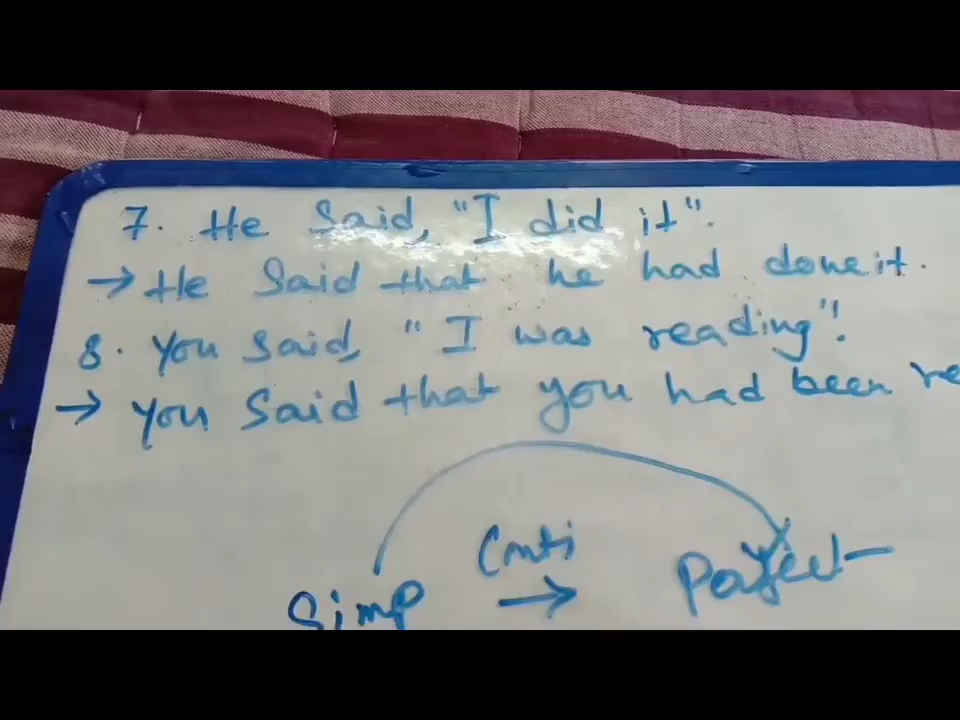 7. He Said, "I did it".
→ He Said that he had done it.
8. You Said, "I was reading".
→ You Said that you had been re
Conti
Simp → Perfect